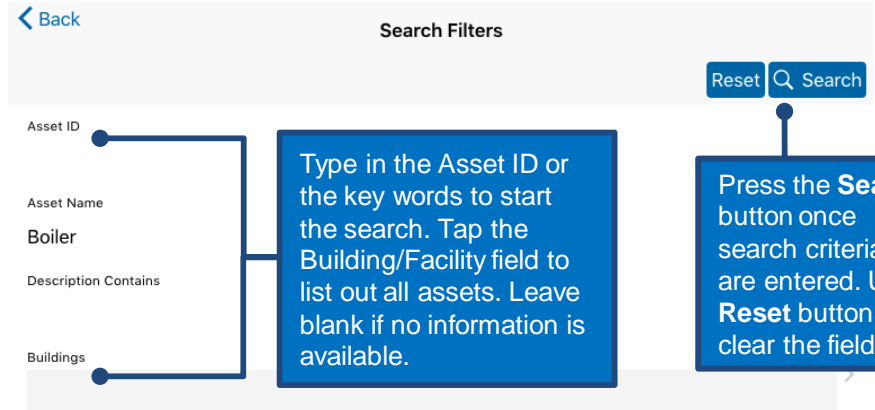 Back
Search Filters
Reset Search
Asset ID
Asset Name
Boiler
Description Contains
Buildings
Type in the Asset ID or
the key words to start
the search. Tap the
Building/Facility field to
list out all assets. Leave
blank if no information is
available.
Press the
button once
search criteria
are entered.
Reset button
clear the field